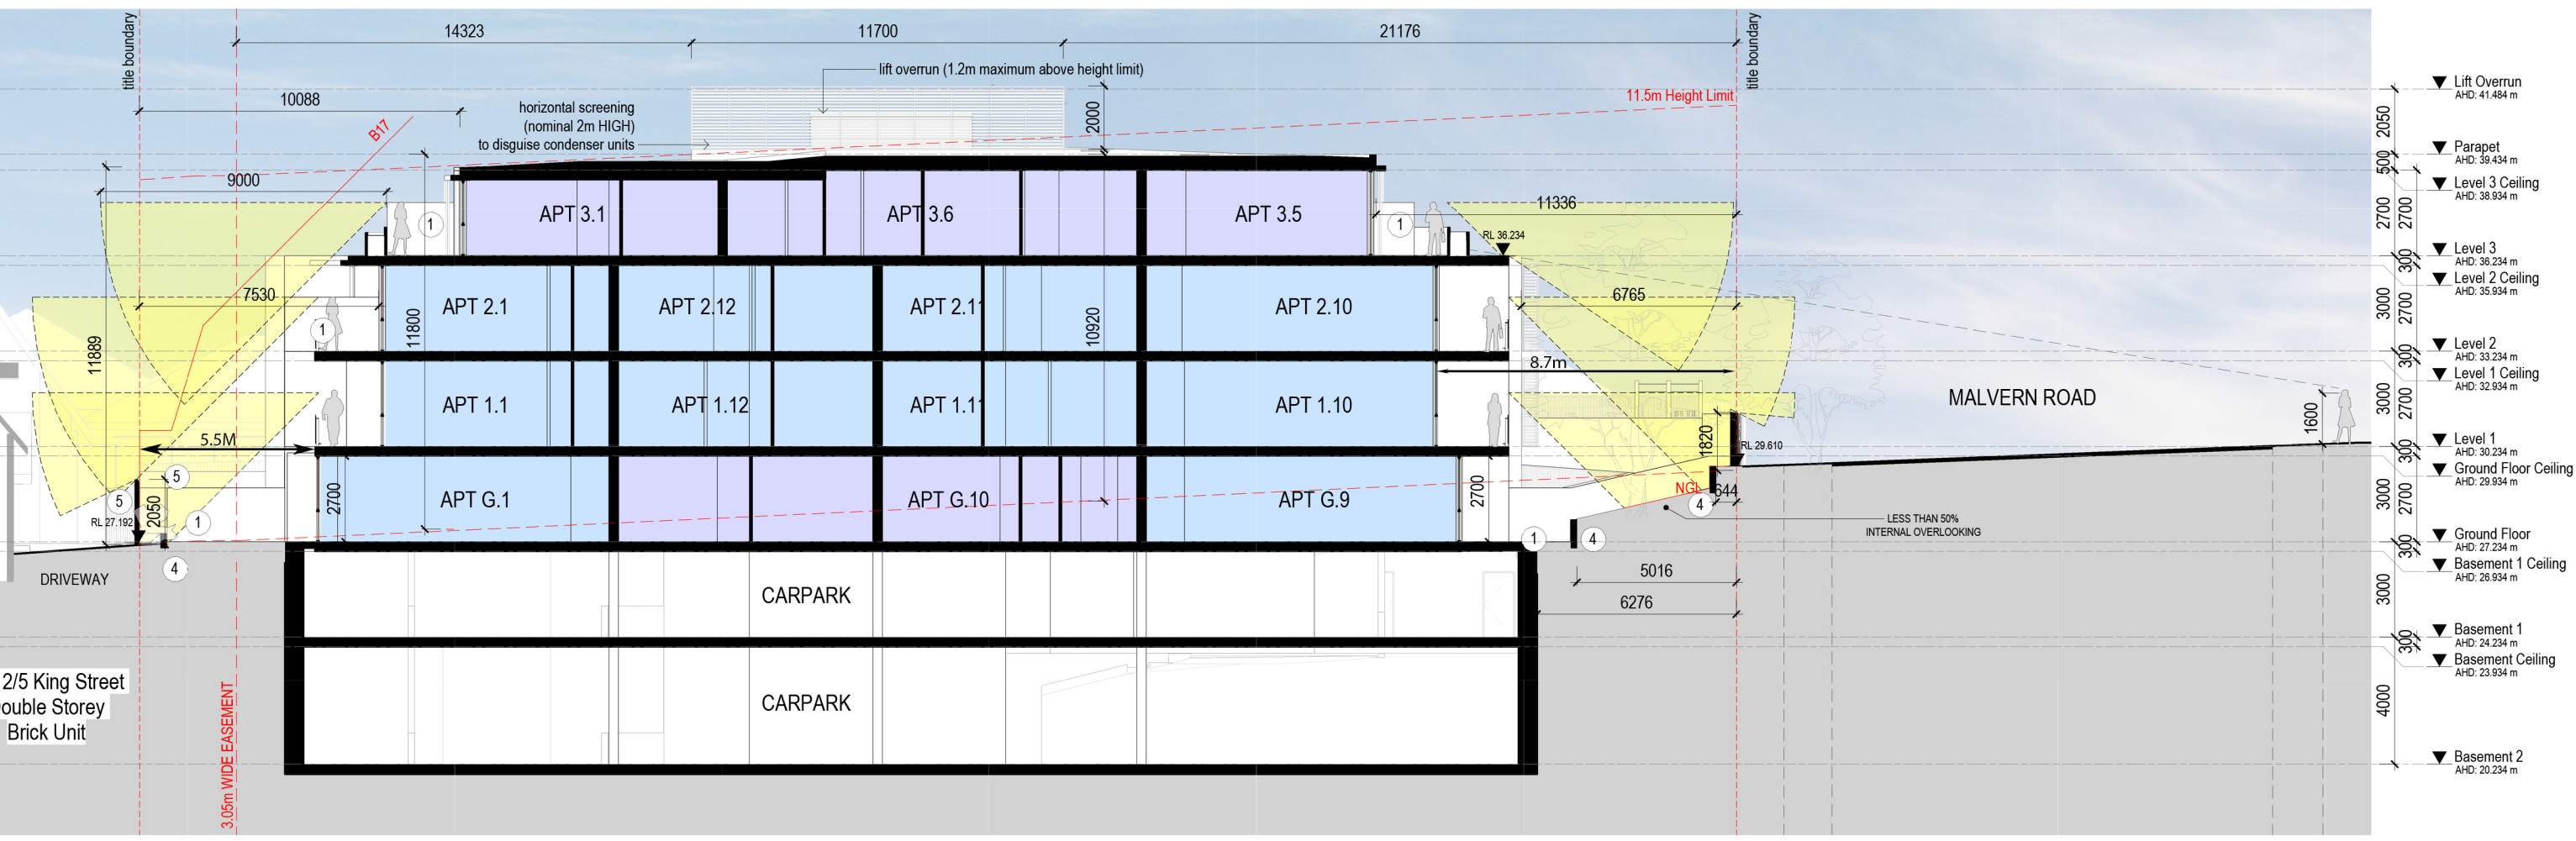 title boundary
14323
11700
21176
title boundary
lift overrun (1.2m maximum above height limit)
10088
horizontal screening
(nominal 2m HIGH)
to disguise condenser units
2000
11.5m Height Limit
B17
9000
11889
7530
11800
10920
5.5M
APT 3.1
APT 3.6
APT 3.5
1
1
11336
RL 36.234
APT 2.1
APT 2.12
APT 2.11
APT 2.10
1
6765
8.7m
APT 1.1
APT 1.12
APT 1.11
APT 1.10
MALVERN ROAD
1600
1820
RL 29.610
5
5
2050
RL 27.192
1
4
2700
APT G.1
APT G.10
APT G.9
2700
NGL
644
4
LESS THAN 50%
INTERNAL OVERLOOKING
1
4
DRIVEWAY
5016
6276
CARPARK
CARPARK
2/5 King Street
ouble Storey
Brick Unit
3.05m WIDE EASEMENT
Lift Overrun
AHD: 41.484 m
2050
Parapet
AHD: 39.434 m
500
Level 3 Ceiling
AHD: 38.934 m
2700
2700
Level 3
AHD: 36.234 m
300
Level 2 Ceiling
AHD: 35.934 m
3000
2700
Level 2
AHD: 33.234 m
300
Level 1 Ceiling
AHD: 32.934 m
3000
2700
Level 1
AHD: 30.234 m
300
Ground Floor Ceiling
AHD: 29.934 m
3000
2700
Ground Floor
AHD: 27.234 m
300
Basement 1 Ceiling
AHD: 26.934 m
3000
Basement 1
AHD: 24.234 m
300
Basement Ceiling
AHD: 23.934 m
4000
Basement 2
AHD: 20.234 m